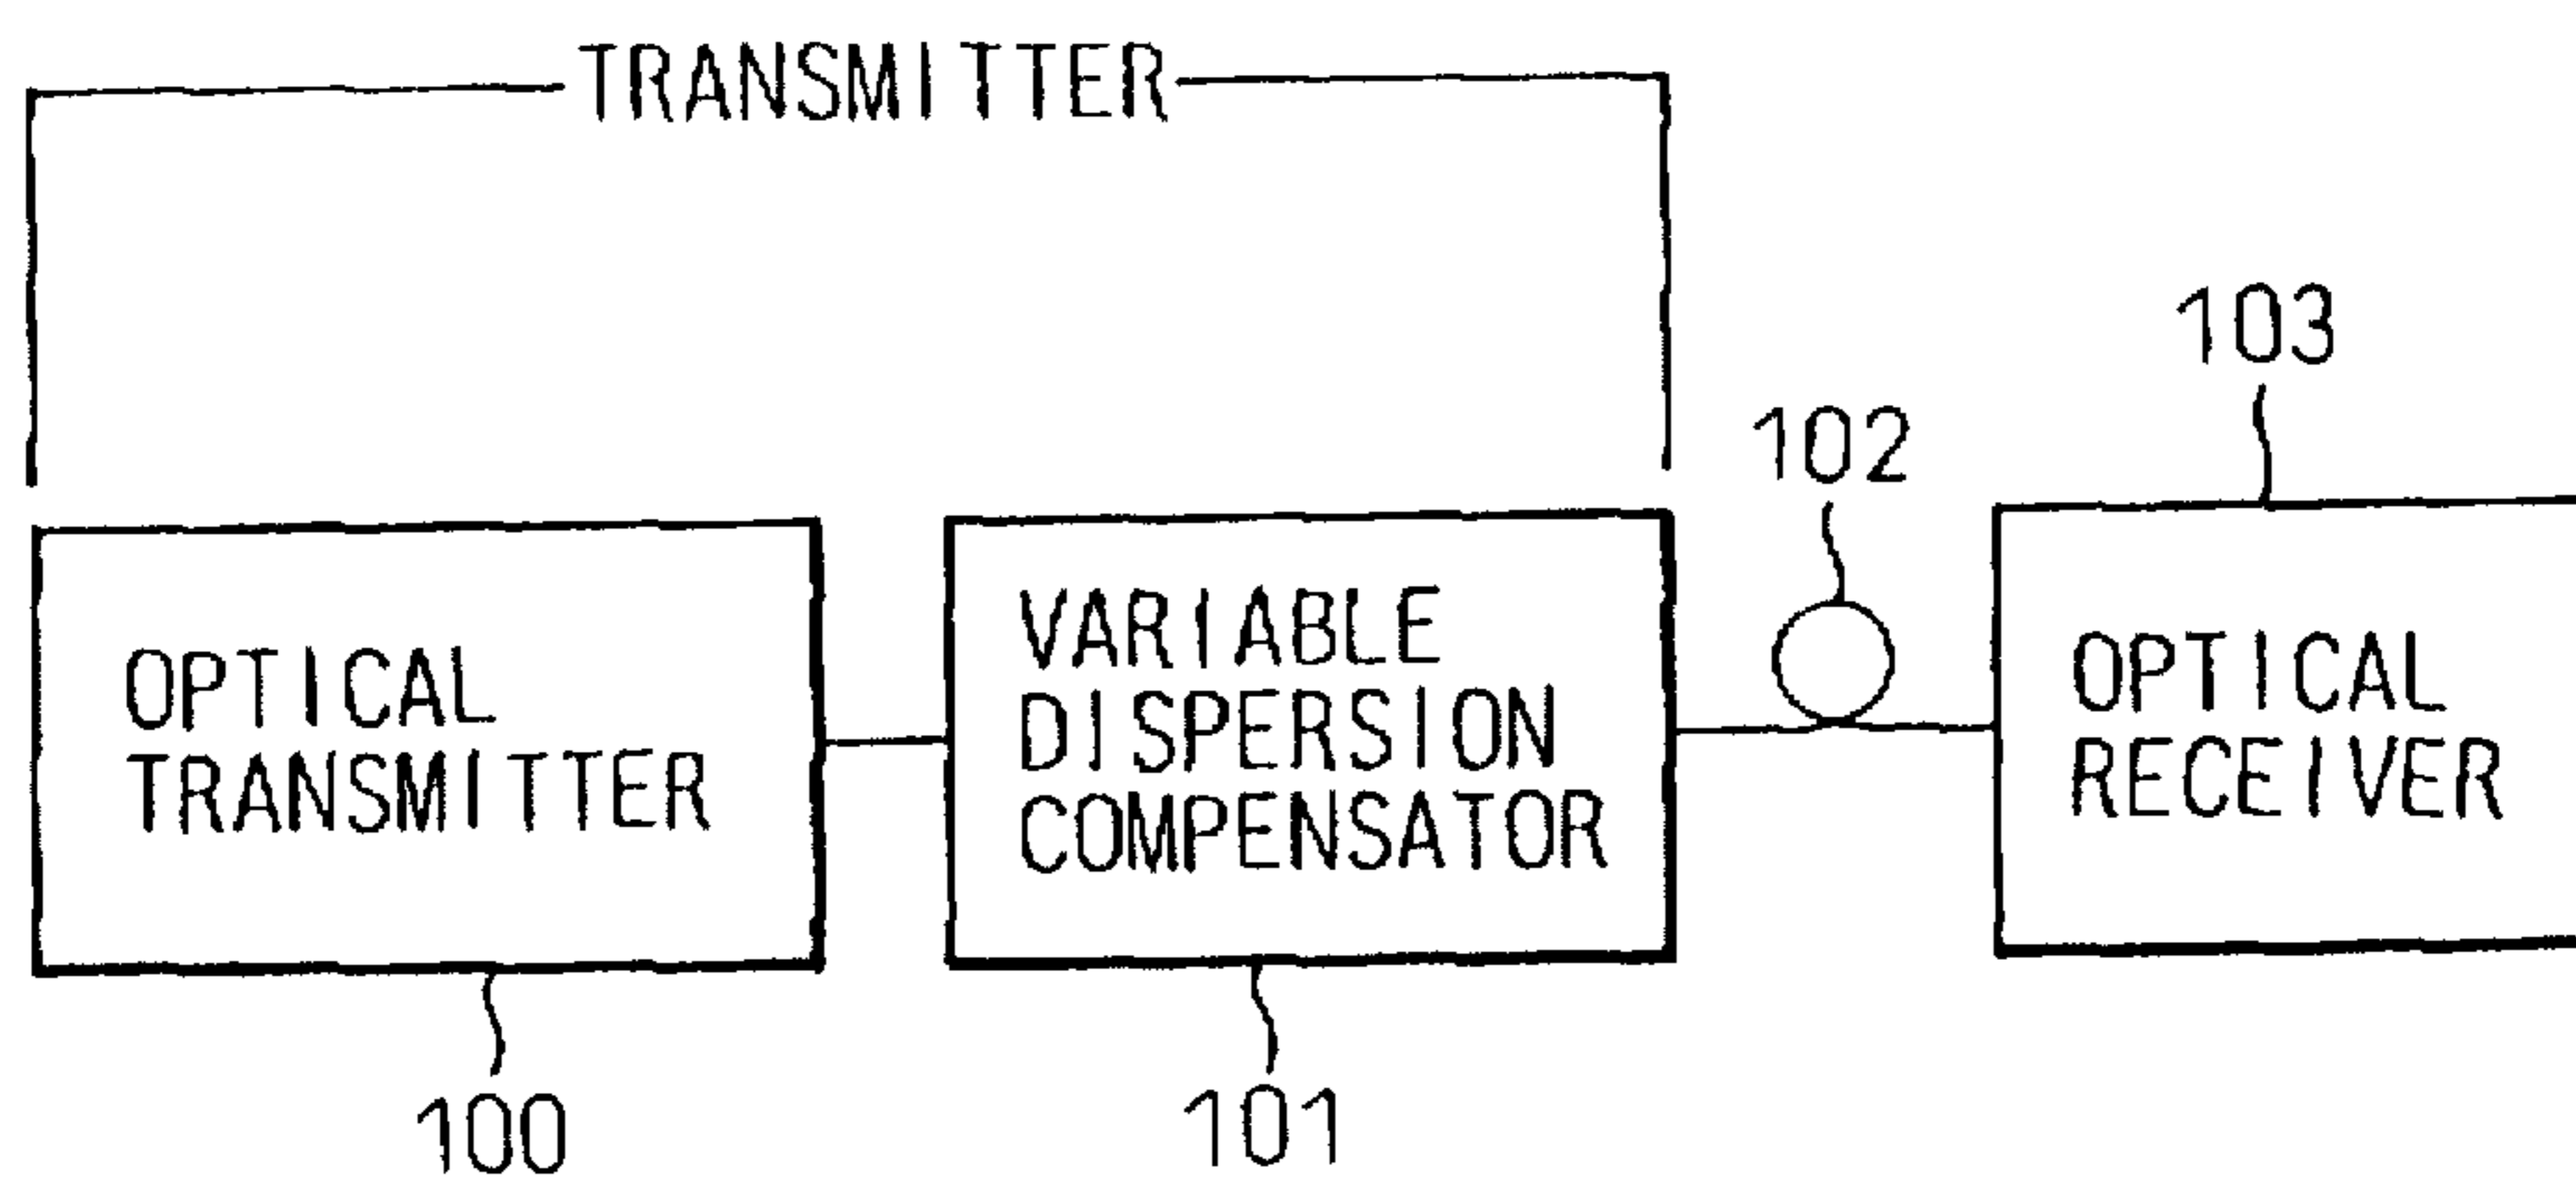 TRANSMITTER
103
102
OPTICAL
TRANSMITTER
VARIABLE
DISPERSION
COMPENSATOR
OPTICAL
RECEIVER
100
101